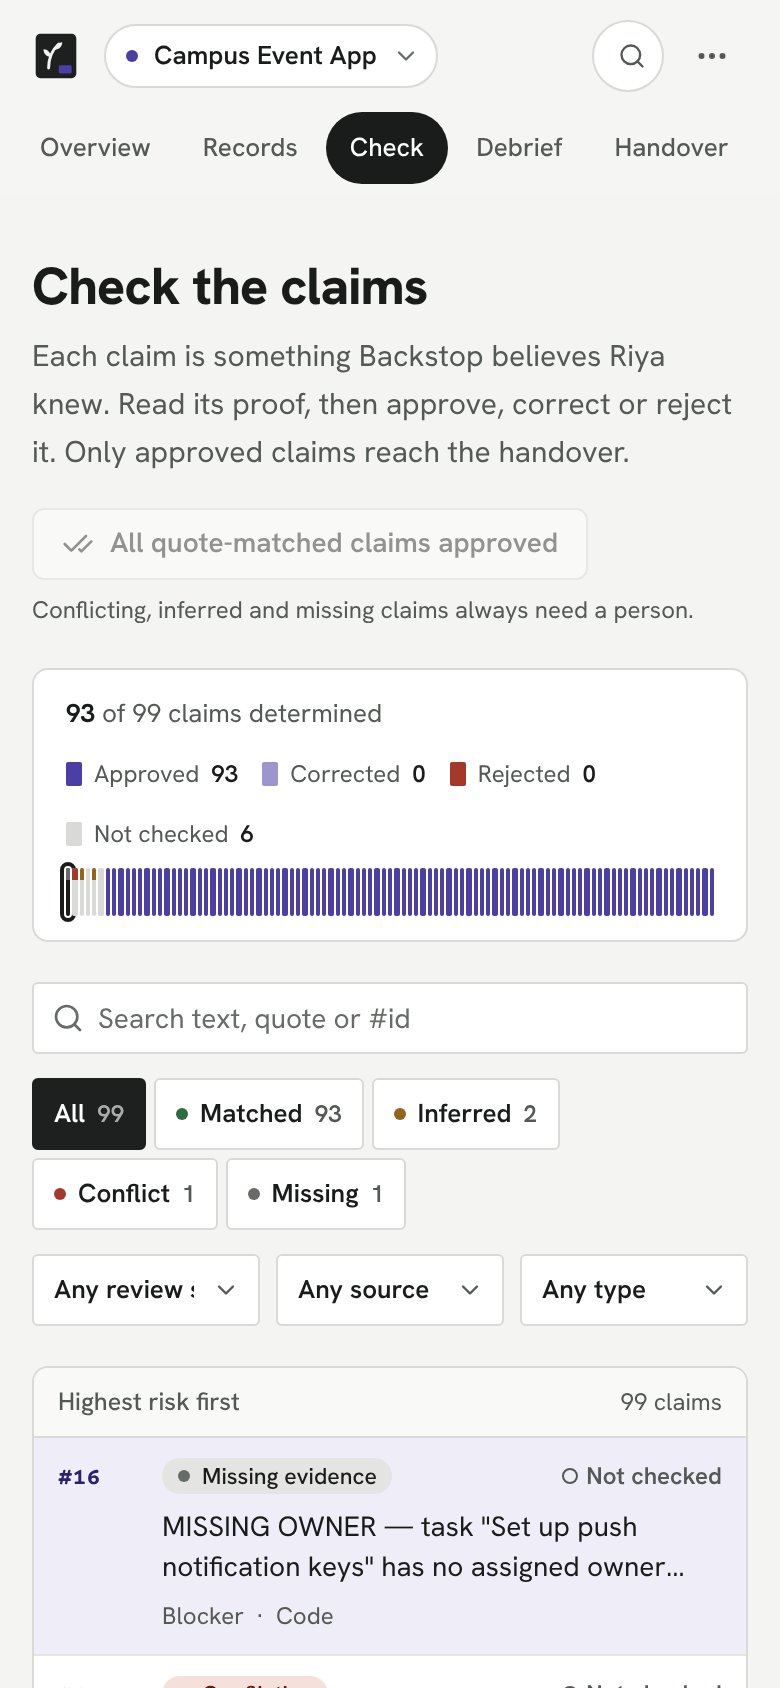 Campus Event App
Overview Records Check Debrief Handover
Check the claims
Each claim is something Backstop believes Riya
knew. Read its proof, then approve, correct or reject
it. Only approved claims reach the handover.
All quote-matched claims approved
Conflicting, inferred and missing claims always need a person.
93 of 99 claims determined
Approved 93 Corrected 0 Rejected 0
Not checked 6
Search text, quote or #id
All 99 Matched 93 Inferred 2
Conflict 1 Missing 1
Any review Any source Any type
Highest risk first 99 claims
#16 Missing evidence Not checked
MISSING OWNER — task "Set up push
notification keys" has no assigned owner...
Blocker · Code